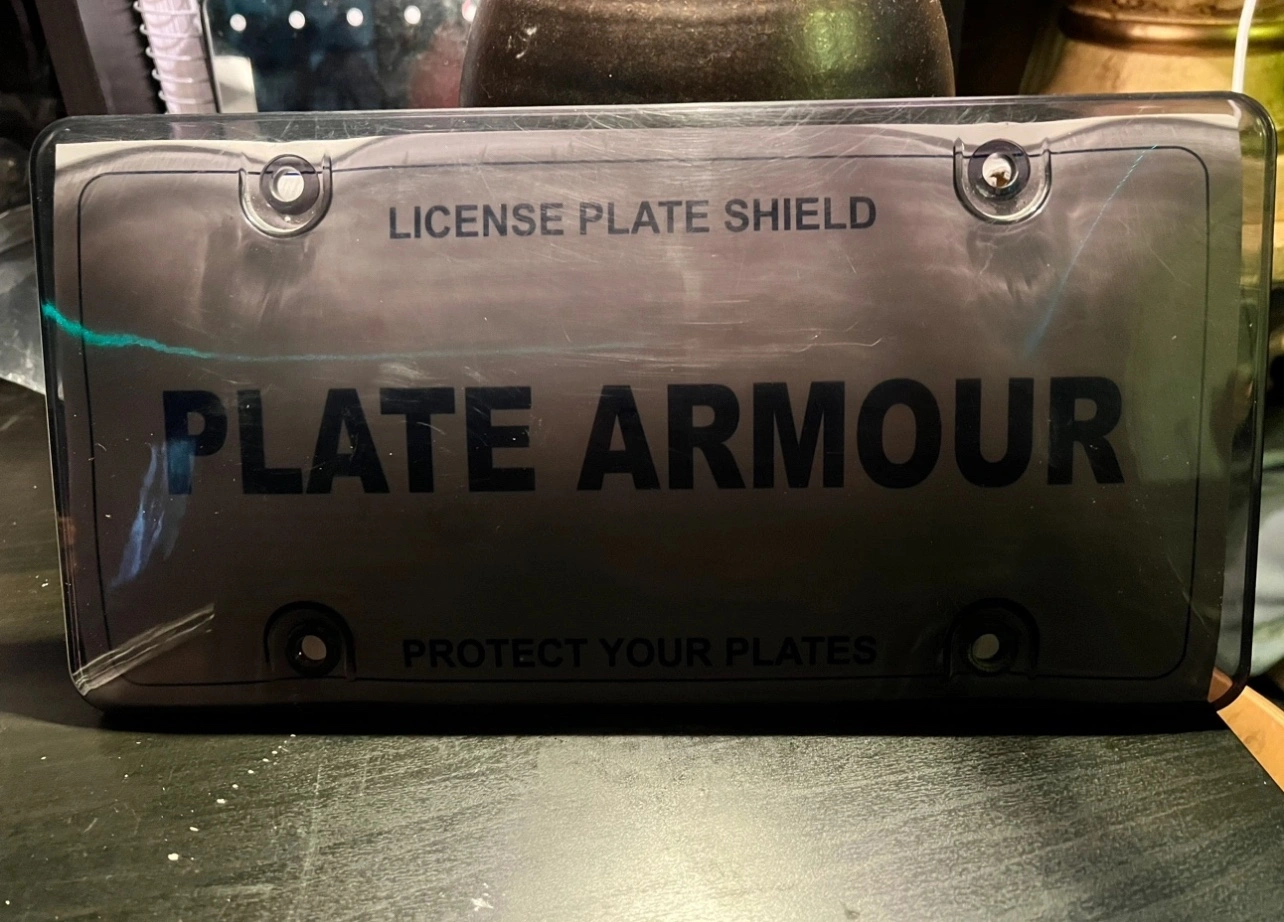 LICENSE PLATE SHIELD
PLATE ARMOUR
PROTECT YOUR PLATES